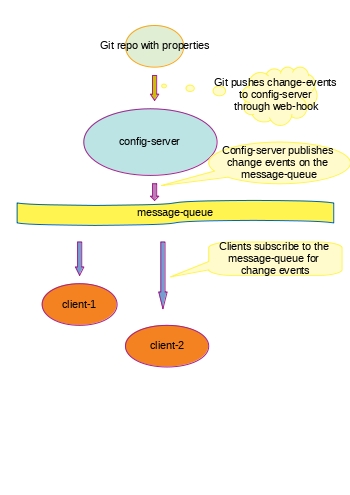 Git repo with properties
Git pushes change-events
to config-server
through web-hook
config-server
Config-server publishes
change events on the
message-queue
message-queue
Clients subscribe to the
message-queue for
change events
client-1
client-2